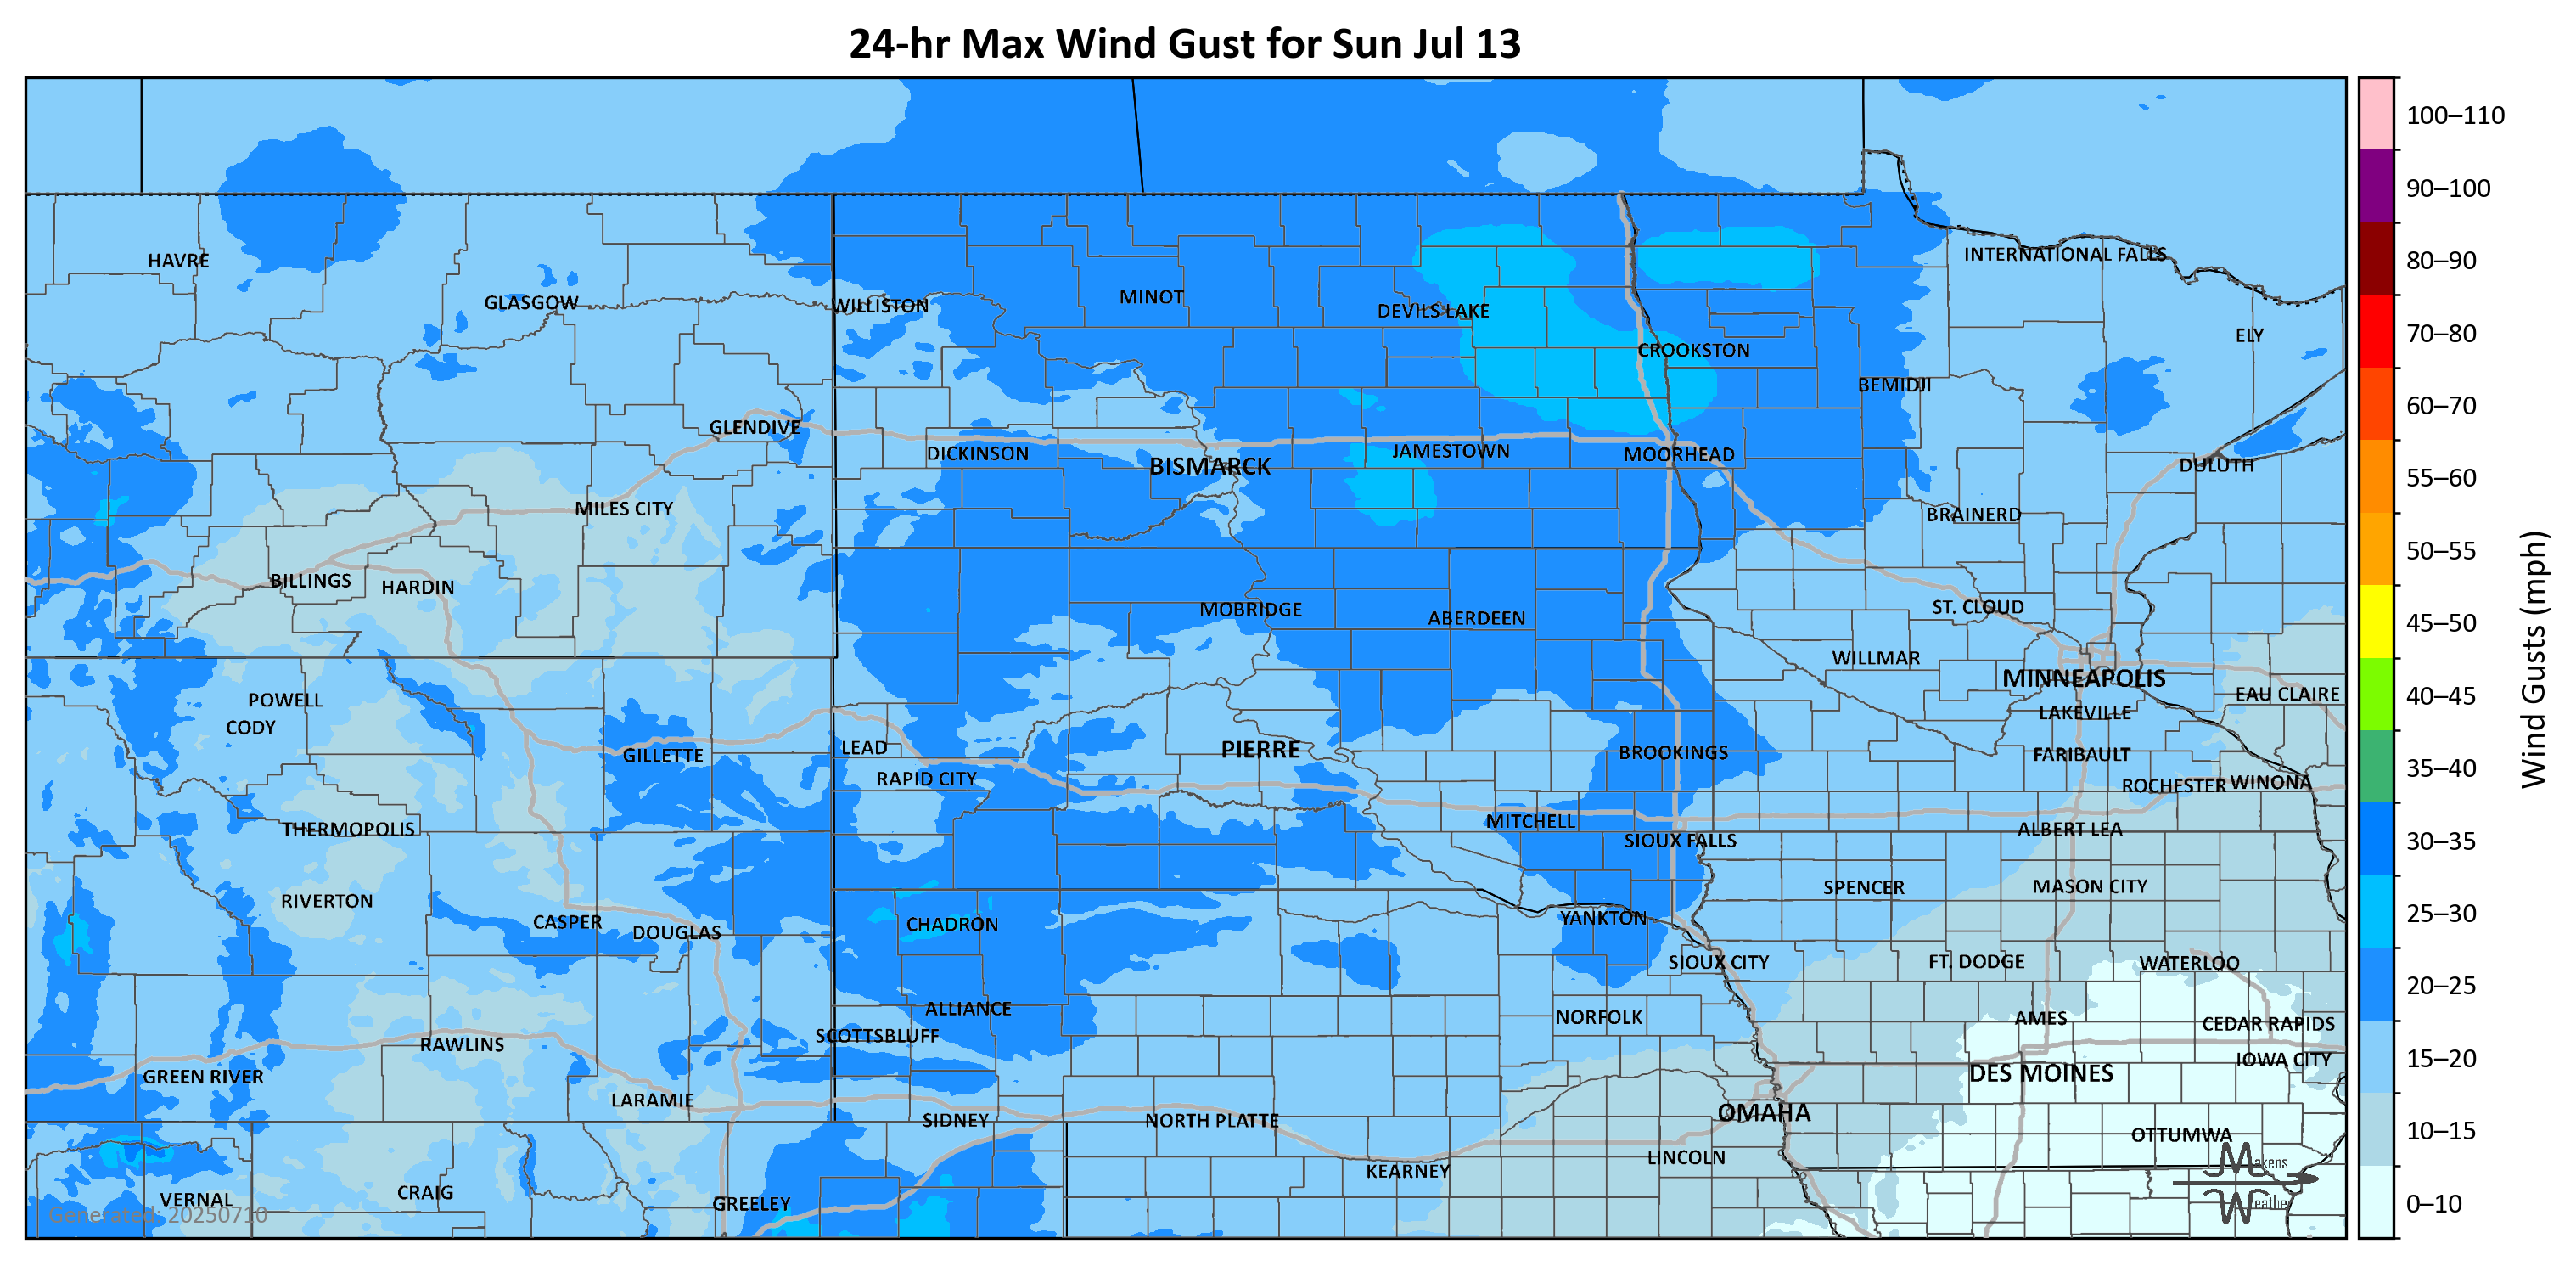 24-hr Max Wind Gust for Sun Jul 13
100–110
90–100
80–90
70–80
60–70
55–60
50–55
45–50
40–45
35–40
30–35
25–30
20–25
15–20
10–15
0–10
Wind Gusts (mph)
HAVRE
INTERNATIONAL FALLS
GLASGOW
WILLISTON
MINOT
DEVILS LAKE
ELY
CROOKSTON
BEMIDJI
GLENDIVE
DICKINSON
BISMARCK
JAMESTOWN
MOORHEAD
DULUTH
MILES CITY
BRAINERD
BILLINGS
HARDIN
MOBRIDGE
ABERDEEN
ST. CLOUD
WILLMAR
MINNEAPOLIS
POWELL
EAU CLAIRE
CODY
LAKEVILLE
GILLETTE
LEAD
PIERRE
BROOKINGS
FARIBAULT
RAPID CITY
ROCHESTER
WINONA
THERMOPOLIS
MITCHELL
ALBERT LEA
SIOUX FALLS
SPENCER
MASON CITY
RIVERTON
CASPER
DOUGLAS
CHADRON
YANKTON
SIOUX CITY
FT. DODGE
WATERLOO
ALLIANCE
NORFOLK
AMES
CEDAR RAPIDS
SCOTTSBLUFF
RAWLINS
IOWA CITY
GREEN RIVER
DES MOINES
LARAMIE
SIDNEY
NORTH PLATTE
OMAHA
OTTUMWA
LINCOLN
KEARNEY
VERNAL
CRAIG
GREELEY
Generated: 20250710
Makens
Weather